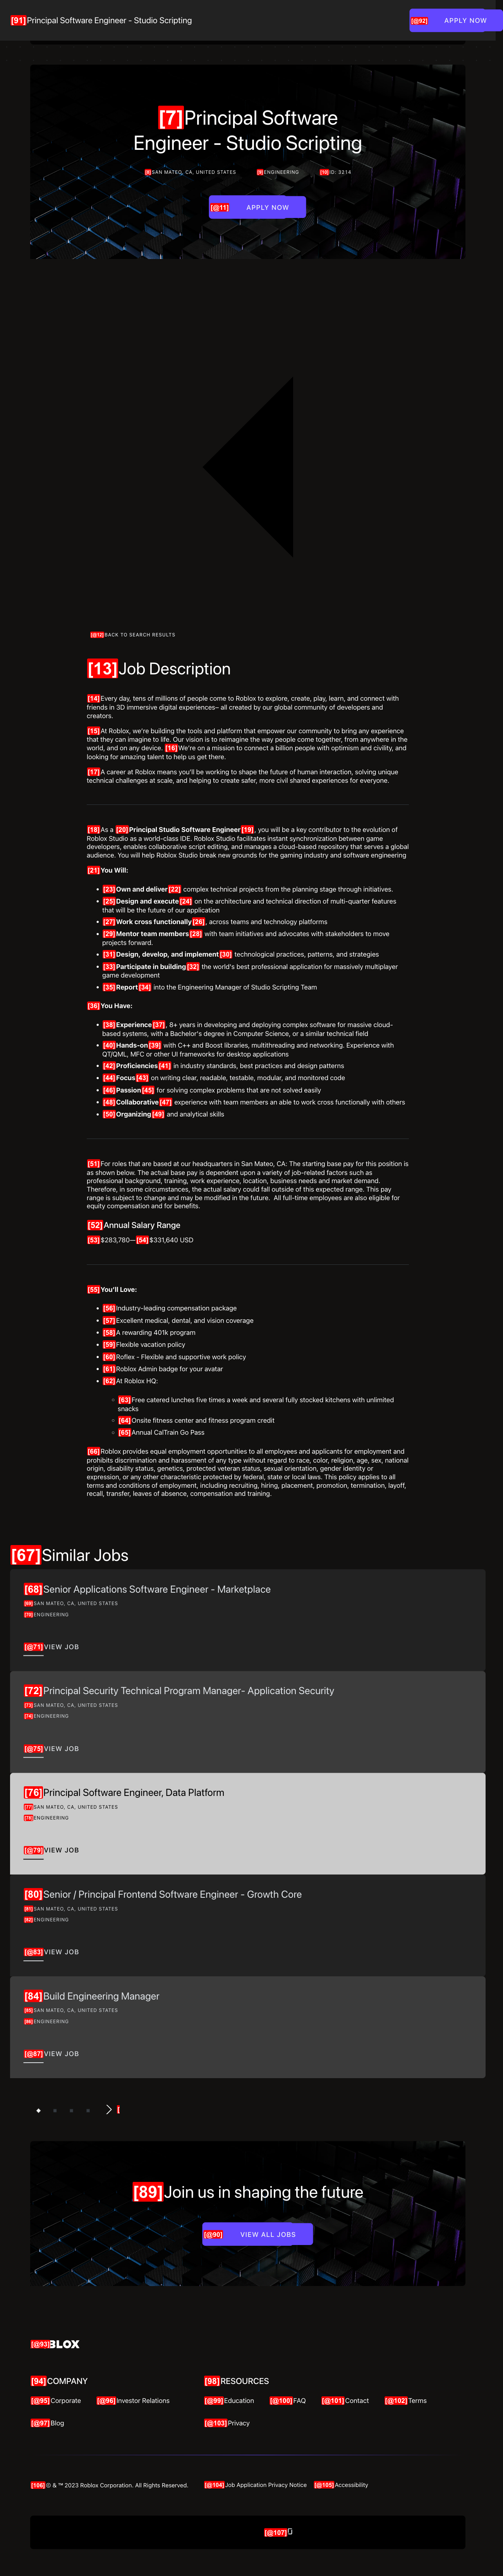 [91]Principal Software Engineer - Studio Scripting
[@92] APPLY NOW
[7]Principal Software
Engineer - Studio Scripting
[8]SAN MATEO, CA, UNITED STATES [9]ENGINEERING [10]ID: 3214
[@11] APPLY NOW
[@12]BACK TO SEARCH RESULTS
[13]Job Description
[14]Every day, tens of millions of people come to Roblox to explore, create, play, learn, and connect with
friends in 3D immersive digital experiences– all created by our global community of developers and
creators.
[15]At Roblox, we're building the tools and platform that empower our community to bring any experience
that they can imagine to life. Our vision is to reimagine the way people come together, from anywhere in the
world, and on any device. [16]We're on a mission to connect a billion people with optimism and civility, and
looking for amazing talent to help us get there.
[17]A career at Roblox means you'll be working to shape the future of human interaction, solving unique
technical challenges at scale, and helping to create safer, more civil shared experiences for everyone.
[18]As a [20]Principal Studio Software Engineer[19], you will be a key contributor to the evolution of
Roblox Studio as a world-class IDE. Roblox Studio facilitates instant synchronization between game
developers, enables collaborative script editing, and manages a cloud-based repository that serves a global
audience. You will help Roblox Studio break new grounds for the gaming industry and software engineering
[21]You Will:
[23]Own and deliver[22] complex technical projects from the planning stage through initiatives.
[25]Design and execute[24] on the architecture and technical direction of multi-quarter features
that will be the future of our application
[27]Work cross functionally[26], across teams and technology platforms
[29]Mentor team members[28] with team initiatives and advocates with stakeholders to move
projects forward.
[31]Design, develop, and implement[30] technological practices, patterns, and strategies
[33]Participate in building[32] the world's best professional application for massively multiplayer
game development
[35]Report[34] into the Engineering Manager of Studio Scripting Team
[36]You Have:
[38]Experience[37], 8+ years in developing and deploying complex software for massive cloud-
based systems, with a Bachelor's degree in Computer Science, or a similar technical field
[40]Hands-on[39] with C++ and Boost libraries, multithreading and networking. Experience with
QT/QML, MFC or other UI frameworks for desktop applications
[42]Proficiencies[41] in industry standards, best practices and design patterns
[44]Focus[43] on writing clear, readable, testable, modular, and monitored code
[46]Passion[45] for solving complex problems that are not solved easily
[48]Collaborative[47] experience with team members an able to work cross functionally with others
[50]Organizing[49] and analytical skills
[51]For roles that are based at our headquarters in San Mateo, CA: The starting base pay for this position is
as shown below. The actual base pay is dependent upon a variety of job-related factors such as
professional background, training, work experience, location, business needs and market demand.
Therefore, in some circumstances, the actual salary could fall outside of this expected range. This pay
range is subject to change and may be modified in the future. All full-time employees are also eligible for
equity compensation and for benefits.
[52]Annual Salary Range
[53]$283,780—[54]$331,640 USD
[55]You'll Love:
[56]Industry-leading compensation package
[57]Excellent medical, dental, and vision coverage
[58]A rewarding 401k program
[59]Flexible vacation policy
[60]Roflex - Flexible and supportive work policy
[61]Roblox Admin badge for your avatar
[62]At Roblox HQ:
[63]Free catered lunches five times a week and several fully stocked kitchens with unlimited
snacks
[64]Onsite fitness center and fitness program credit
[65]Annual CalTrain Go Pass
[66]Roblox provides equal employment opportunities to all employees and applicants for employment and
prohibits discrimination and harassment of any type without regard to race, color, religion, age, sex, national
origin, disability status, genetics, protected veteran status, sexual orientation, gender identity or
expression, or any other characteristic protected by federal, state or local laws. This policy applies to all
terms and conditions of employment, including recruiting, hiring, placement, promotion, termination, layoff,
recall, transfer, leaves of absence, compensation and training.
[67]Similar Jobs
[68]Senior Applications Software Engineer - Marketplace
[69]SAN MATEO, CA, UNITED STATES
[70]ENGINEERING
[@71]VIEW JOB
[72]Principal Security Technical Program Manager- Application Security
[73]SAN MATEO, CA, UNITED STATES
[74]ENGINEERING
[@75]VIEW JOB
[76]Principal Software Engineer, Data Platform
[77]SAN MATEO, CA, UNITED STATES
[78]ENGINEERING
[@79]VIEW JOB
[80]Senior / Principal Frontend Software Engineer - Growth Core
[81]SAN MATEO, CA, UNITED STATES
[82]ENGINEERING
[@83]VIEW JOB
[84]Build Engineering Manager
[85]SAN MATEO, CA, UNITED STATES
[86]ENGINEERING
[@87]VIEW JOB
[
[89]Join us in shaping the future
[@90] VIEW ALL JOBS
[@93]BLOX
[94]COMPANY
[@95]Corporate [@96]Investor Relations
[@97]Blog
[98]RESOURCES
[@99]Education [@100]FAQ [@101]Contact [@102]Terms
[@103]Privacy
[106]© & ™ 2023 Roblox Corporation. All Rights Reserved.
[@104]Job Application Privacy Notice [@105]Accessibility
[@107]